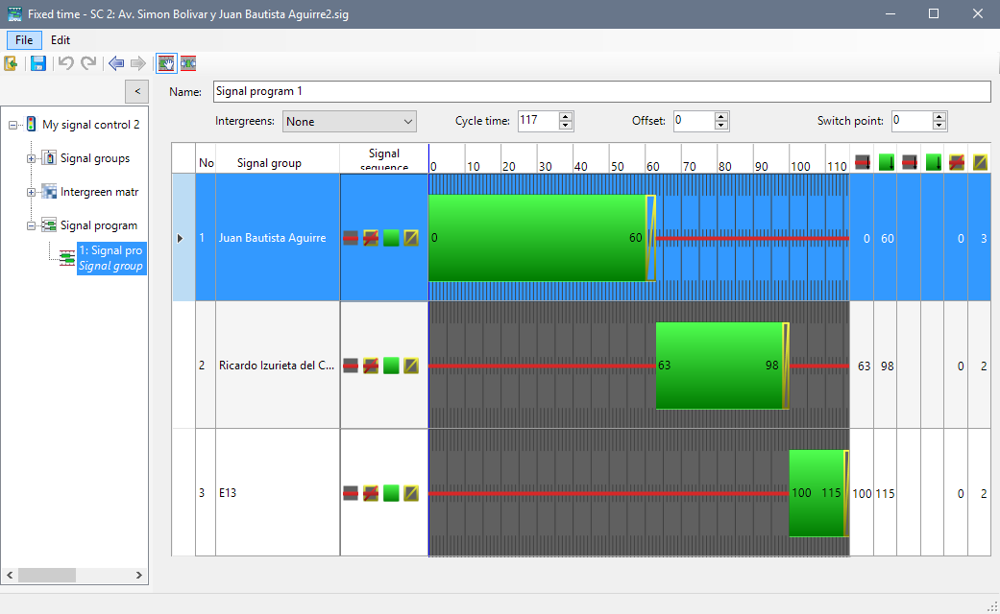 Fixed time - SC 2: Av. Simon Bolivar y Juan Bautista Aguirre2.sig
File Edit
<
Name: Signal program 1
Intergreens: None Cycle time: 117 Offset: 0 Switch point: 0
My signal control 2
Signal groups
Intergreen matr
Signal program
1: Signal pro
Signal group
No Signal group Signal sequence 0 10 20 30 40 50 60 70 80 90 100 110
1 Juan Bautista Aguirre 0 60 0 60 0 3
2 Ricardo Izurieta del C... 63 98 63 98 0 2
3 E13 100 115 100 115 0 2